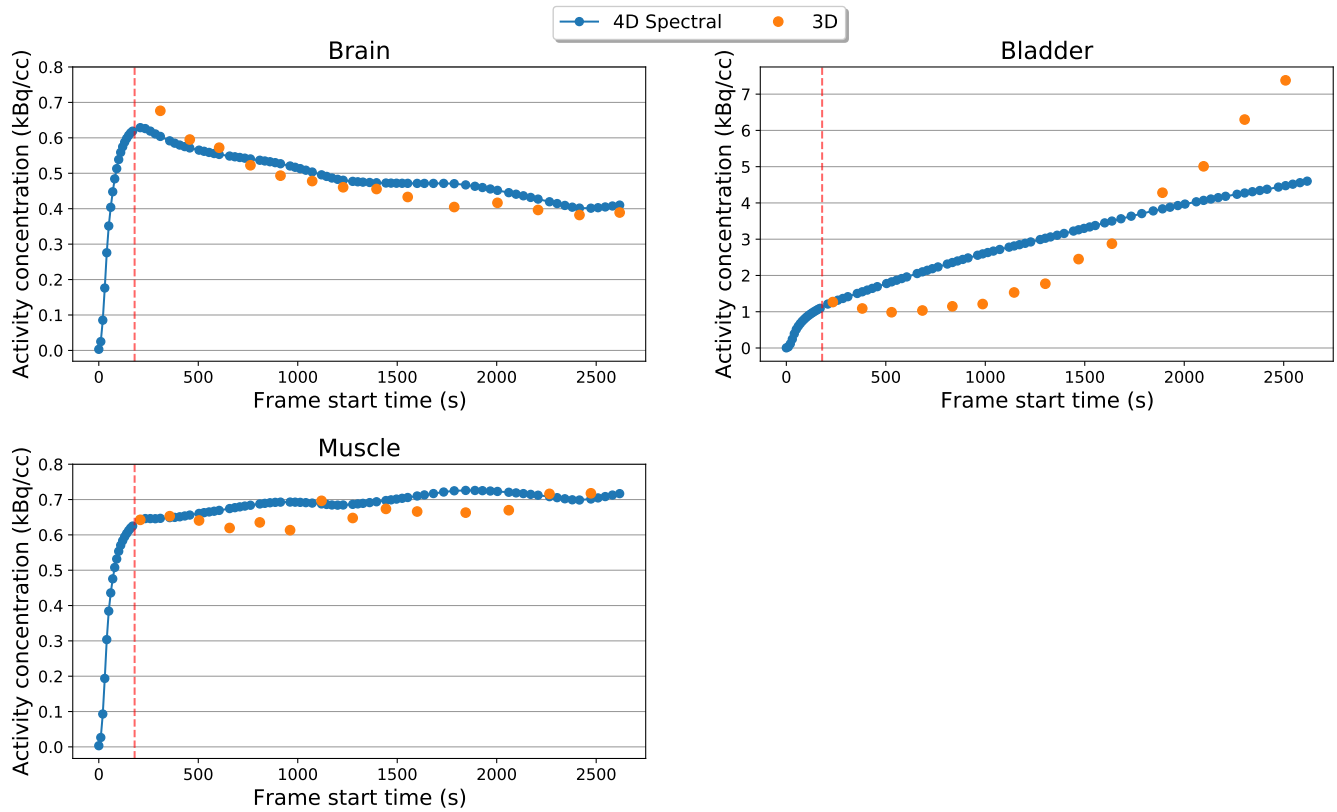 4D Spectral 3D
Brain
Activity concentration (kBq/cc)
0.8
0.7
0.6
0.5
0.4
0.3
0.2
0.1
0.0
0 500 1000 1500 2000 2500
Frame start time (s)
Bladder
Activity concentration (kBq/cc)
7
6
5
4
3
2
1
0
0 500 1000 1500 2000 2500
Frame start time (s)
Muscle
Activity concentration (kBq/cc)
0.8
0.7
0.6
0.5
0.4
0.3
0.2
0.1
0.0
0 500 1000 1500 2000 2500
Frame start time (s)